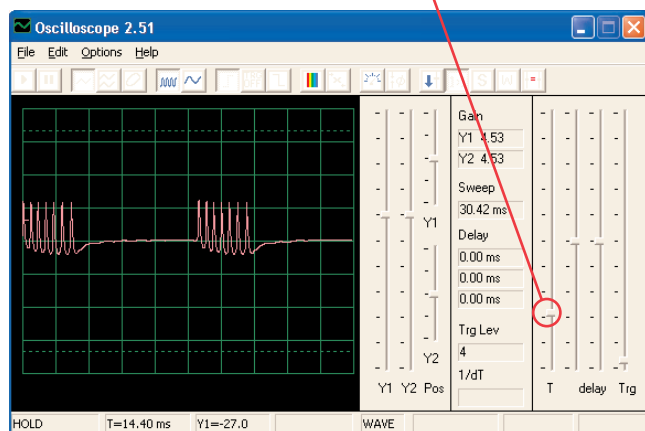 Oscilloscope 2.51
File Edit Options Help
Gain
Y1 4.53
Y2 4.53
Sweep
30.42 ms
Delay
0.00 ms
0.00 ms
0.00 ms
Trg Lev
4
1/dT
Y1
Y2
Y1 Y2 Pos
T delay Trg
HOLD T=14.40 ms Y1=-27.0 WAVE